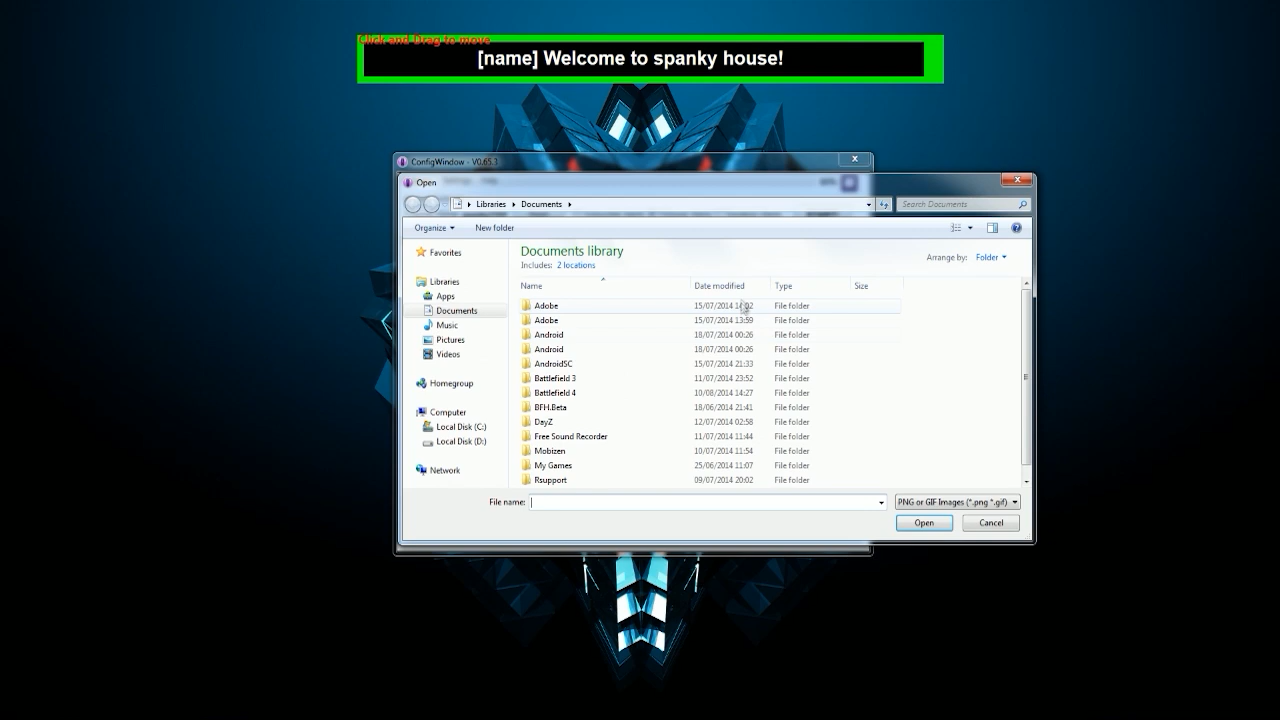 Click and Drag to move
[name] Welcome to spanky house!
ConfigWindow - V0.65.3
Open
Libraries Documents
Search Documents
Organize New folder
Documents library
Includes: 2 locations
Arrange by: Folder
Name Date modified Type Size
Favorites
Libraries
Apps
Documents
Music
Pictures
Videos
Homegroup
Computer
Local Disk (C:)
Local Disk (D:)
Network
Adobe 15/07/2014 File folder
Adobe 15/07/2014 13:59 File folder
Android 18/07/2014 00:26 File folder
Android 18/07/2014 00:26 File folder
AndroidSC 15/07/2014 21:33 File folder
Battlefield 3 11/07/2014 23:52 File folder
Battlefield 4 10/08/2014 14:27 File folder
BFH.Beta 18/06/2014 21:41 File folder
DayZ 12/07/2014 02:58 File folder
Free Sound Recorder 11/07/2014 11:44 File folder
Mobizen 10/07/2014 11:54 File folder
My Games 25/06/2014 11:07 File folder
Rsupport 09/07/2014 20:02 File folder
File name: PNG or GIF Images (*.png *.gif)
Open Cancel